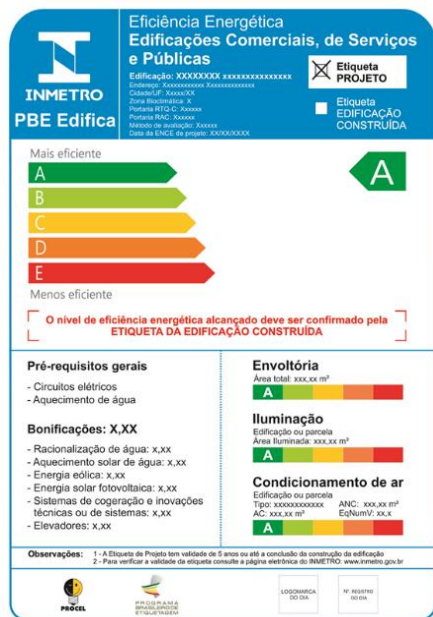 Eficiência Energética
Edificações Comerciais, de Serviços
e Públicas
INMETRO
PBE Edifica
Edificação: XXXXXXXX xxxxxxxxxxxxxxx
Endereço: Xxxxxxxxxxxx Xxxxxxxxxxxxxx
Cidade/UF: Xxxxx/XX
Zona Bioclimática: X
Portaria RTQ-C: Xxxxxx
Portaria RAC: Xxxxxx
Método de avaliação: Xxxxxx
Data da ENCE da projeto: XX/XX/XXXX
Etiqueta
PROJETO
Etiqueta
EDIFICAÇÃO
CONSTRUÍDA
Mais eficiente
A
B
C
D
E
Menos eficiente
A
O nível de eficiência energética alcançado deve ser confirmado pela
ETIQUETA DA EDIFICAÇÃO CONSTRUÍDA
Pré-requisitos gerais
- Circuitos elétricos
- Aquecimento de água
Bonificações: X,XX
- Racionalização de água: x,xx
- Aquecimento solar de água: x,xx
- Energia eólica: x,xx
- Energia solar fotovoltaica: x,xx
- Sistemas de cogeração e inovações
técnicas ou de sistemas: x,xx
- Elevadores: x,xx
Envoltória
Área total: xxx,xx m²
A
Iluminação
Edificação ou parcela
Área Iluminada: xxx,xx m²
A
Condicionamento de ar
Edificação ou parcela
Tipo: xxxxxxxxxxxx ANC: xxx,xx m²
AC: xxx,xx m² EqNumV: xx,x
A
Observações: 1 - A Etiqueta de Projeto tem validade de 5 anos ou até a conclusão da construção da edificação
2 - Para verificar a validade da etiqueta consulte a página eletrônica do INMETRO: www.inmetro.gov.br
PROCEL
PROGRAMA
BRASILEIRO DE
ETIQUETAGEM
LOGOMARCA
DO OIA
Nº. REGISTRO
DO OIA